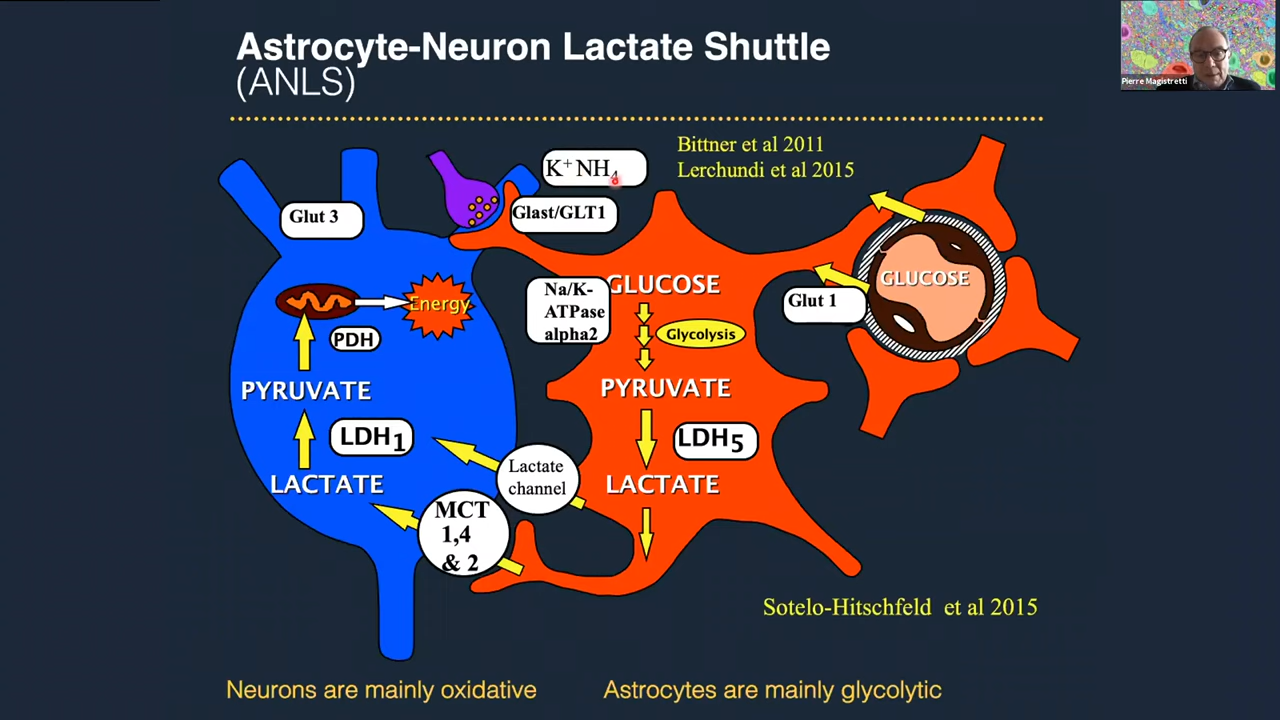 Astrocyte-Neuron Lactate Shuttle
(ANLS)
Pierre Magistretti
Bittner et al 2011
Lerchundi et al 2015
K+ NH4
Glast/GLT1
Glut 3
Energy
PDH
PYRUVATE
LDH1
LACTATE
Na/K-
ATPase
alpha2
GLUCOSE
Glycolysis
PYRUVATE
LDH5
LACTATE
Lactate
channel
MCT
1,4
& 2
Glut 1
GLUCOSE
Sotelo-Hitschfeld et al 2015
Neurons are mainly oxidative
Astrocytes are mainly glycolytic